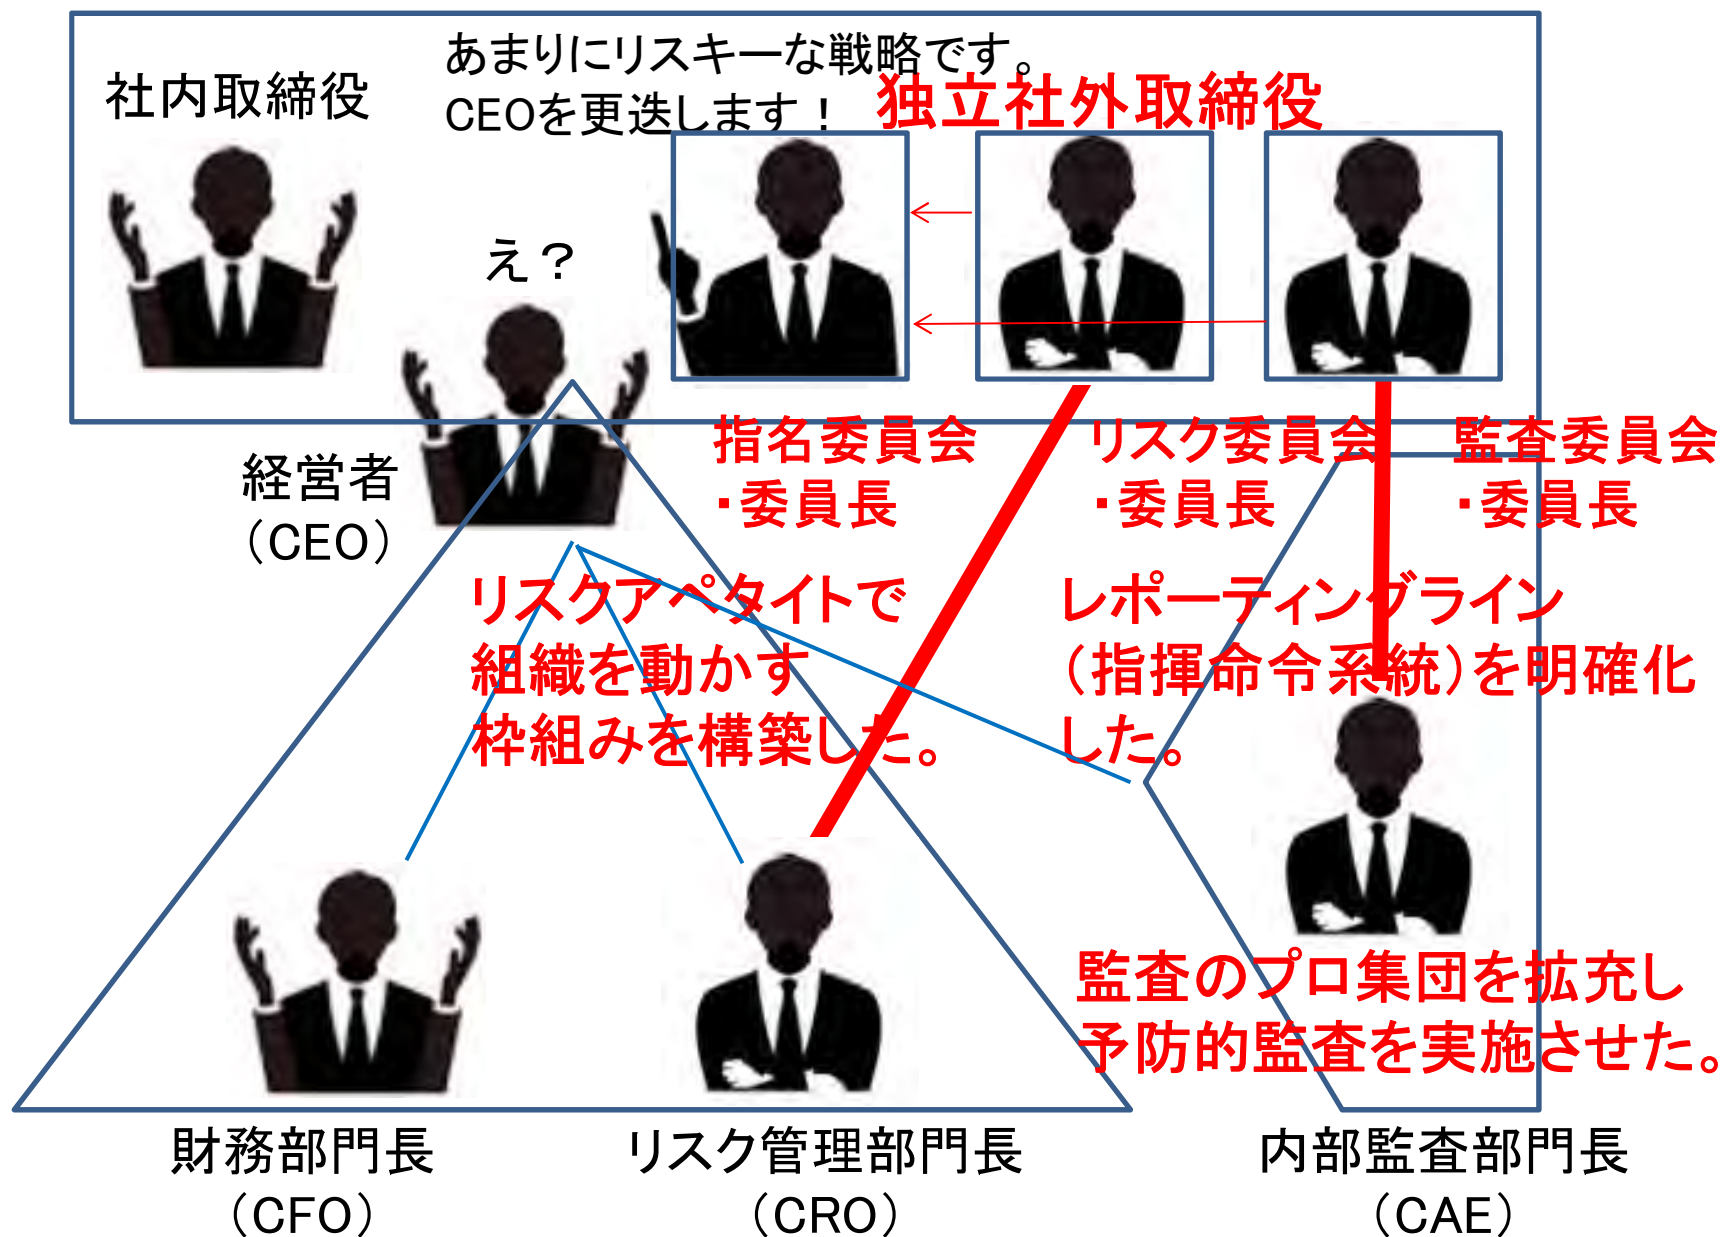 社内取締役
あまりにリスキーな戦略です。
CEOを更迭します！
独立社外取締役
え？
経営者
（CEO）
指名委員会
・委員長
リスク委員会
・委員長
監査委員会
・委員長
リスクアペタイトで
組織を動かす
枠組みを構築した。
レポーティングライン
（指揮命令系統）を明確化
した。
監査のプロ集団を拡充し
予防的監査を実施させた。
財務部門長
（CFO）
リスク管理部門長
（CRO）
内部監査部門長
（CAE）